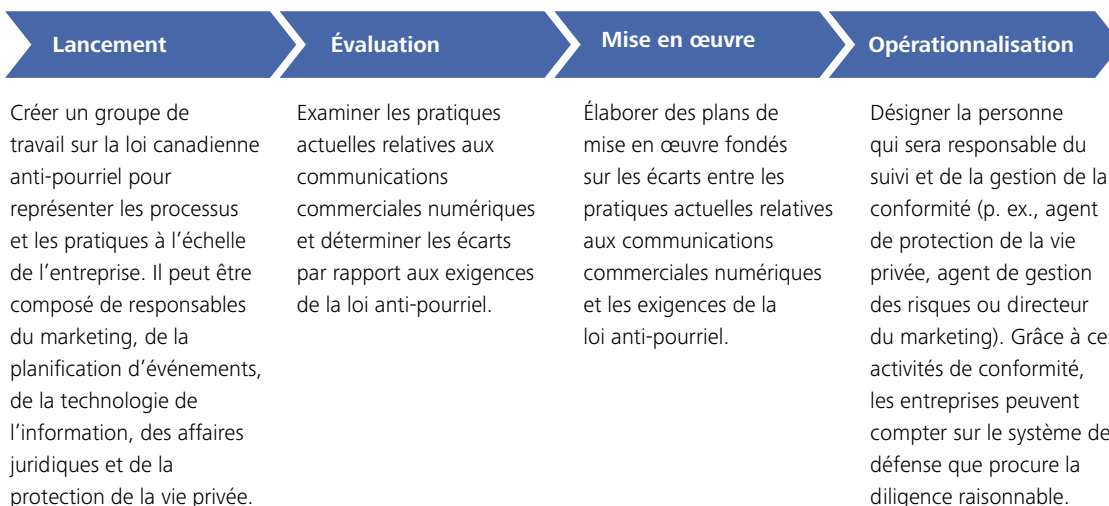 Lancement
Créer un groupe de
travail sur la loi canadienne
anti-pourriel pour
représenter les processus
et les pratiques à l’échelle
de l’entreprise. Il peut être
composé de responsables
du marketing, de la
planification d’événements,
de la technologie de
l’information, des affaires
juridiques et de la
protection de la vie privée.
Évaluation
Examiner les pratiques
actuelles relatives aux
communications
commerciales numériques
et déterminer les écarts
par rapport aux exigences
de la loi anti-pourriel.
Mise en œuvre
Élaborer des plans de
mise en œuvre fondés
sur les écarts entre les
pratiques actuelles relatives
aux communications
commerciales numériques
et les exigences de la
loi anti-pourriel.
Opérationnalisation
Désigner la personne
qui sera responsable du
suivi et de la gestion de la
conformité (p. ex., agent
de protection de la vie
privée, agent de gestion
des risques ou directeur
du marketing). Grâce à ces
activités de conformité,
les entreprises peuvent
compter sur le système de
défense que procure la
diligence raisonnable.